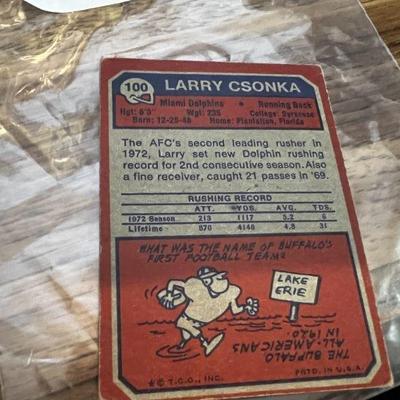 100 LARRY CSONKA
Miami Dolphins • Running Back
Hgt: 6'3" Wgt: 235 College: Syracuse
Born: 12-25-46 Home: Plantation, Florida
The AFC's second leading rusher in
1972, Larry set new Dolphin rushing
record for 2nd consecutive season. Also
a fine receiver, caught 21 passes in '69.
RUSHING RECORD
ATT. YDS. AVG. TDS.
1972 Season 213 1117 5.2 6
Lifetime 870 4146 4.8 31
WHAT WAS THE NAME OF BUFFALO'S
FIRST FOOTBALL TEAM?
LAKE
ERIE
THE BUFFALO
ALL-AMERICANS
IN 1920.
* © T.C.G., INC.
PRTD. IN U.S.A.